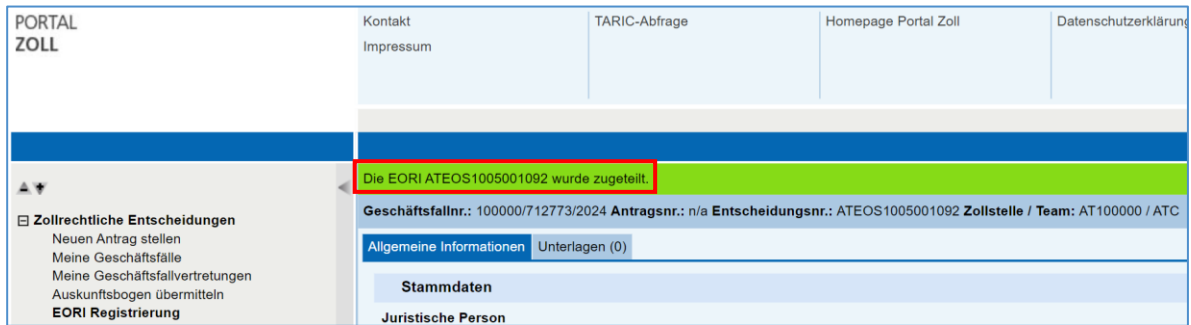 PORTAL
ZOLL
Kontakt
Impressum
TARIC-Abfrage
Homepage Portal Zoll
Datenschutzerklärung
Die EORI ATEOS1005001092 wurde zugeteilt.
Geschäftsfallnr.: 100000/712773/2024 Antragsnr.: n/a Entscheidungsnr.: ATEOS1005001092 Zollstelle / Team: AT100000 / ATC
Allgemeine Informationen
Unterlagen (0)
Stammdaten
Juristische Person
Zollrechtliche Entscheidungen
Neuen Antrag stellen
Meine Geschäftsfälle
Meine Geschäftsfallvertretungen
Auskunftsbogen übermitteln
EORI Registrierung